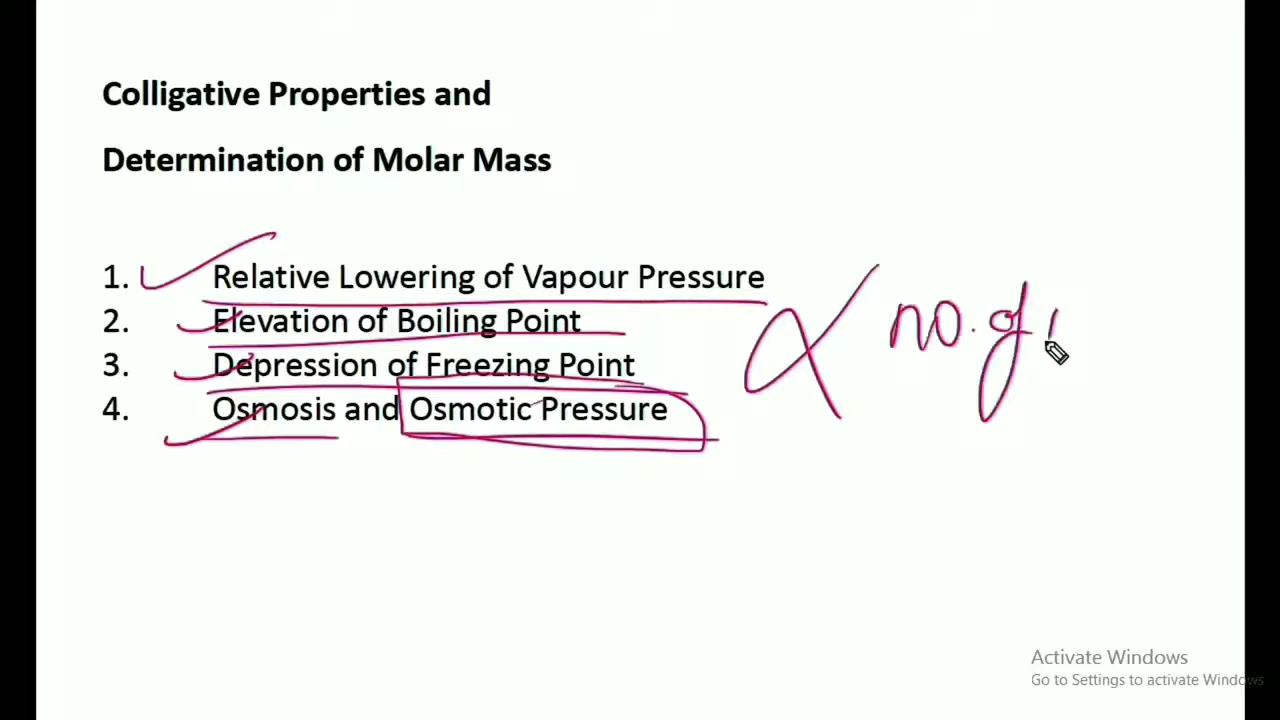 Colligative Properties and
Determination of Molar Mass
1. Relative Lowering of Vapour Pressure
2. Elevation of Boiling Point
3. Depression of Freezing Point
4. Osmosis and Osmotic Pressure
∝ no. of
Activate Windows
Go to Settings to activate Windows.